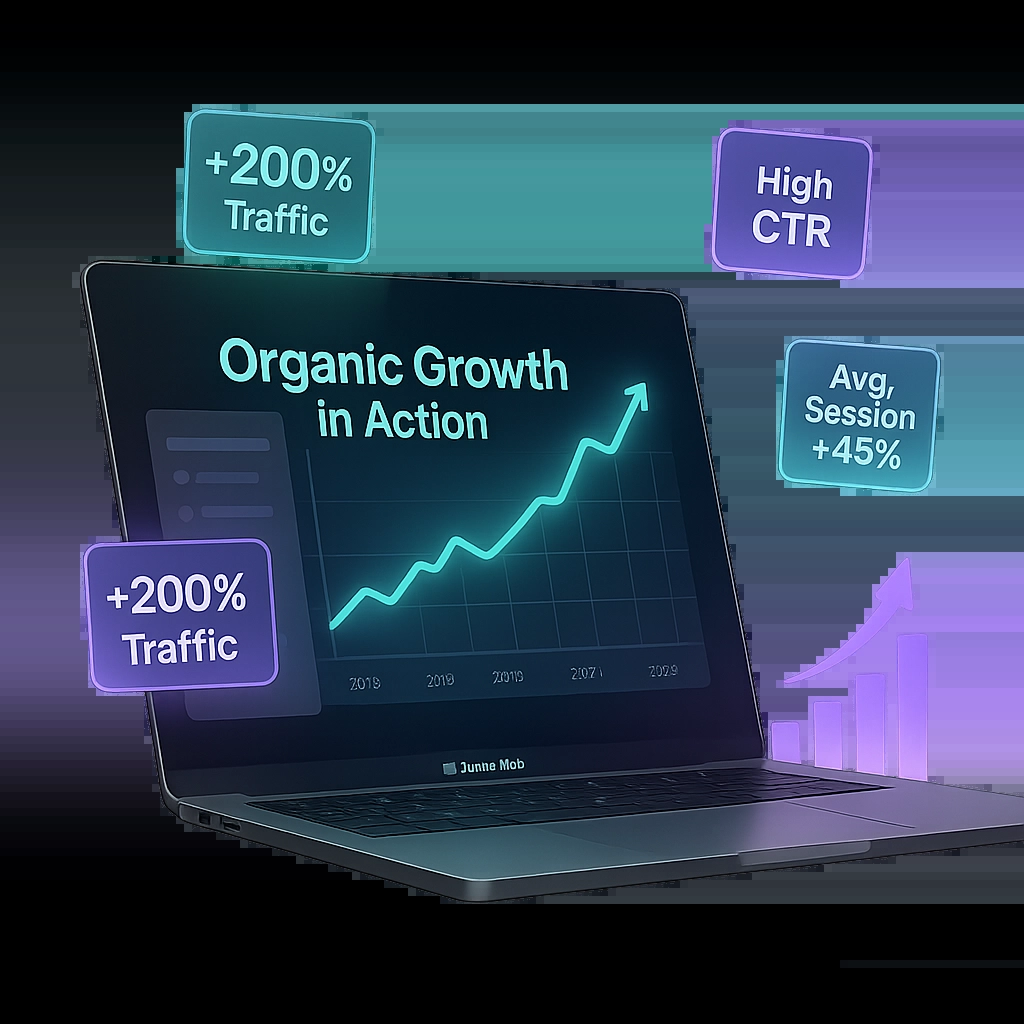 +200%
Traffic
High
CTR
Organic Growth
in Action
Avg,
Session
+45%
+200%
Traffic
2019
Junne Mob